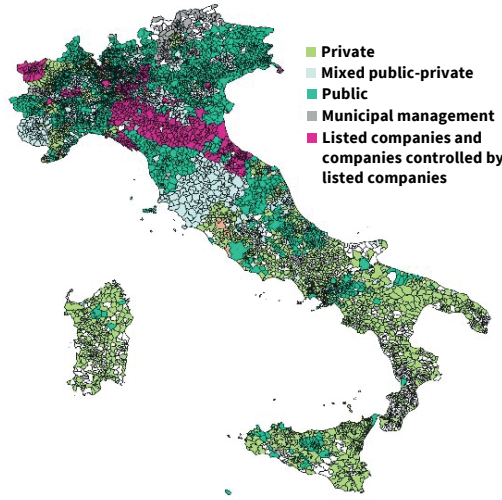 Private
Mixed public-private
Public
Municipal management
Listed companies and
companies controlled by
listed companies